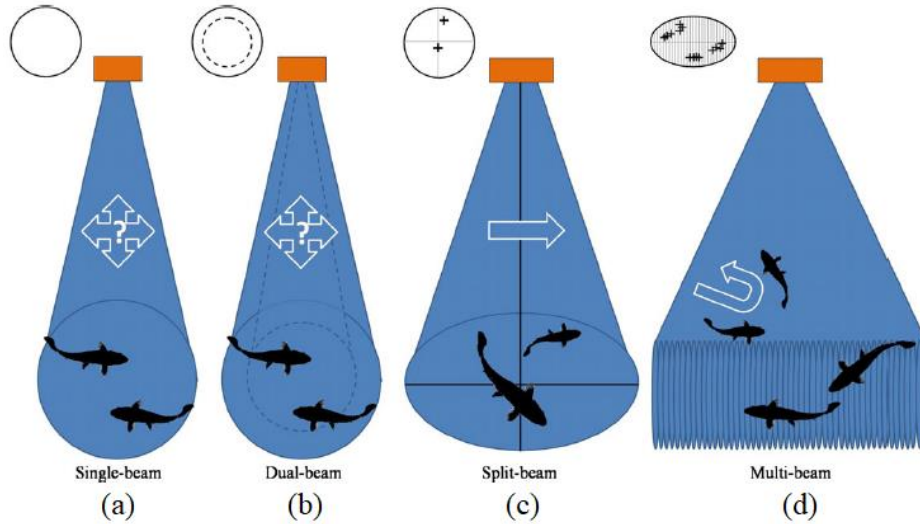 ?
?
Single-beam
Dual-beam
Split-beam
Multi-beam
(a)
(b)
(c)
(d)